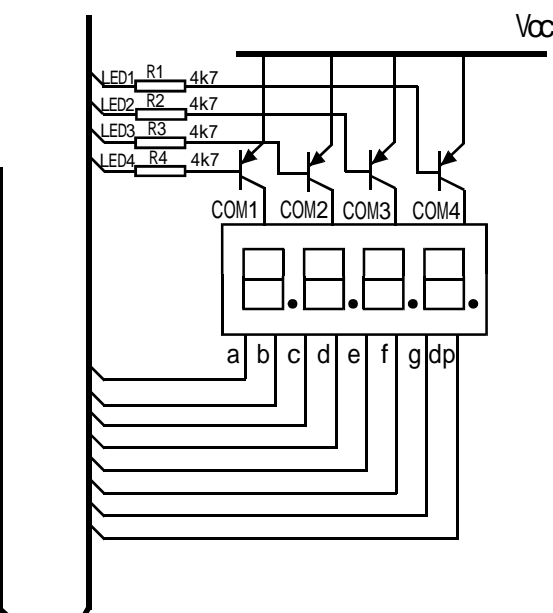 Vcc
LED1 R1 4k7
LED2 R2 4k7
LED3 R3 4k7
LED4 R4 4k7
COM1 COM2 COM3 COM4
a b c d e f g dp